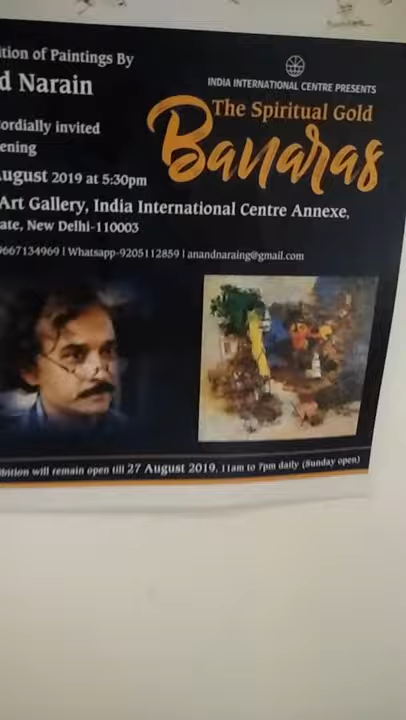 ition of Paintings By
d Narain
ordially invited
ening
ugust 2019 at 5:30pm
Art Gallery, India International Centre Annexe,
ate, New Delhi-110003
9667134969 | Whatsapp-9205112859 | anandnaraing@gmail.com
INDIA INTERNATIONAL CENTRE PRESENTS
The Spiritual Gold
Banaras
ibition will remain open till 27 August 2019, 11am to 7pm daily (Sunday open)